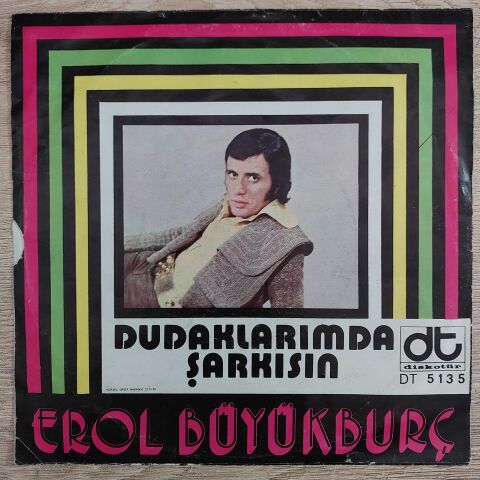 DUDAKLARIMDA
ŞARKISIN
dt
diskotür
DT 5135
EROL BÜYÜKBURÇ